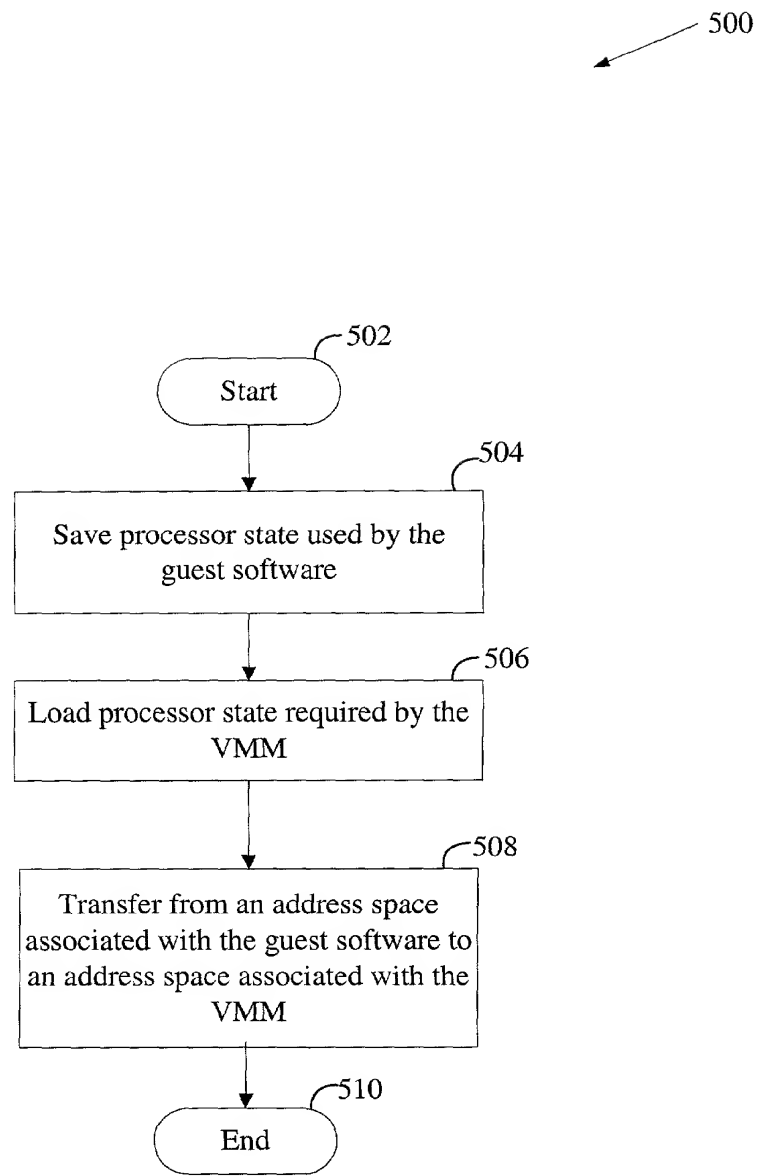 500
502
Start
504
Save processor state used by the
guest software
506
Load processor state required by the
VMM
508
Transfer from an address space
associated with the guest software to
an address space associated with the
VMM
510
End